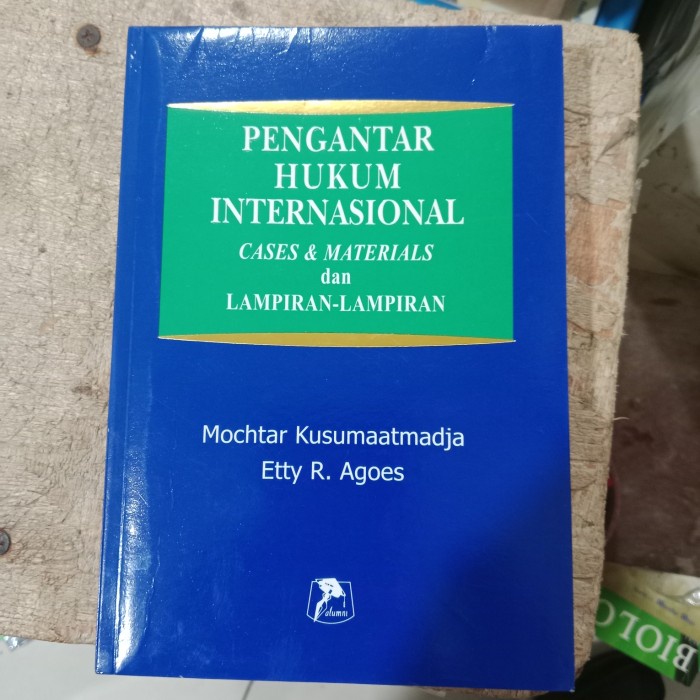 PENGANTAR
HUKUM
INTERNASIONAL
CASES & MATERIALS
dan
LAMPIRAN-LAMPIRAN
Mochtar Kusumaatmadja
Etty R. Agoes
alumni
BIOLO